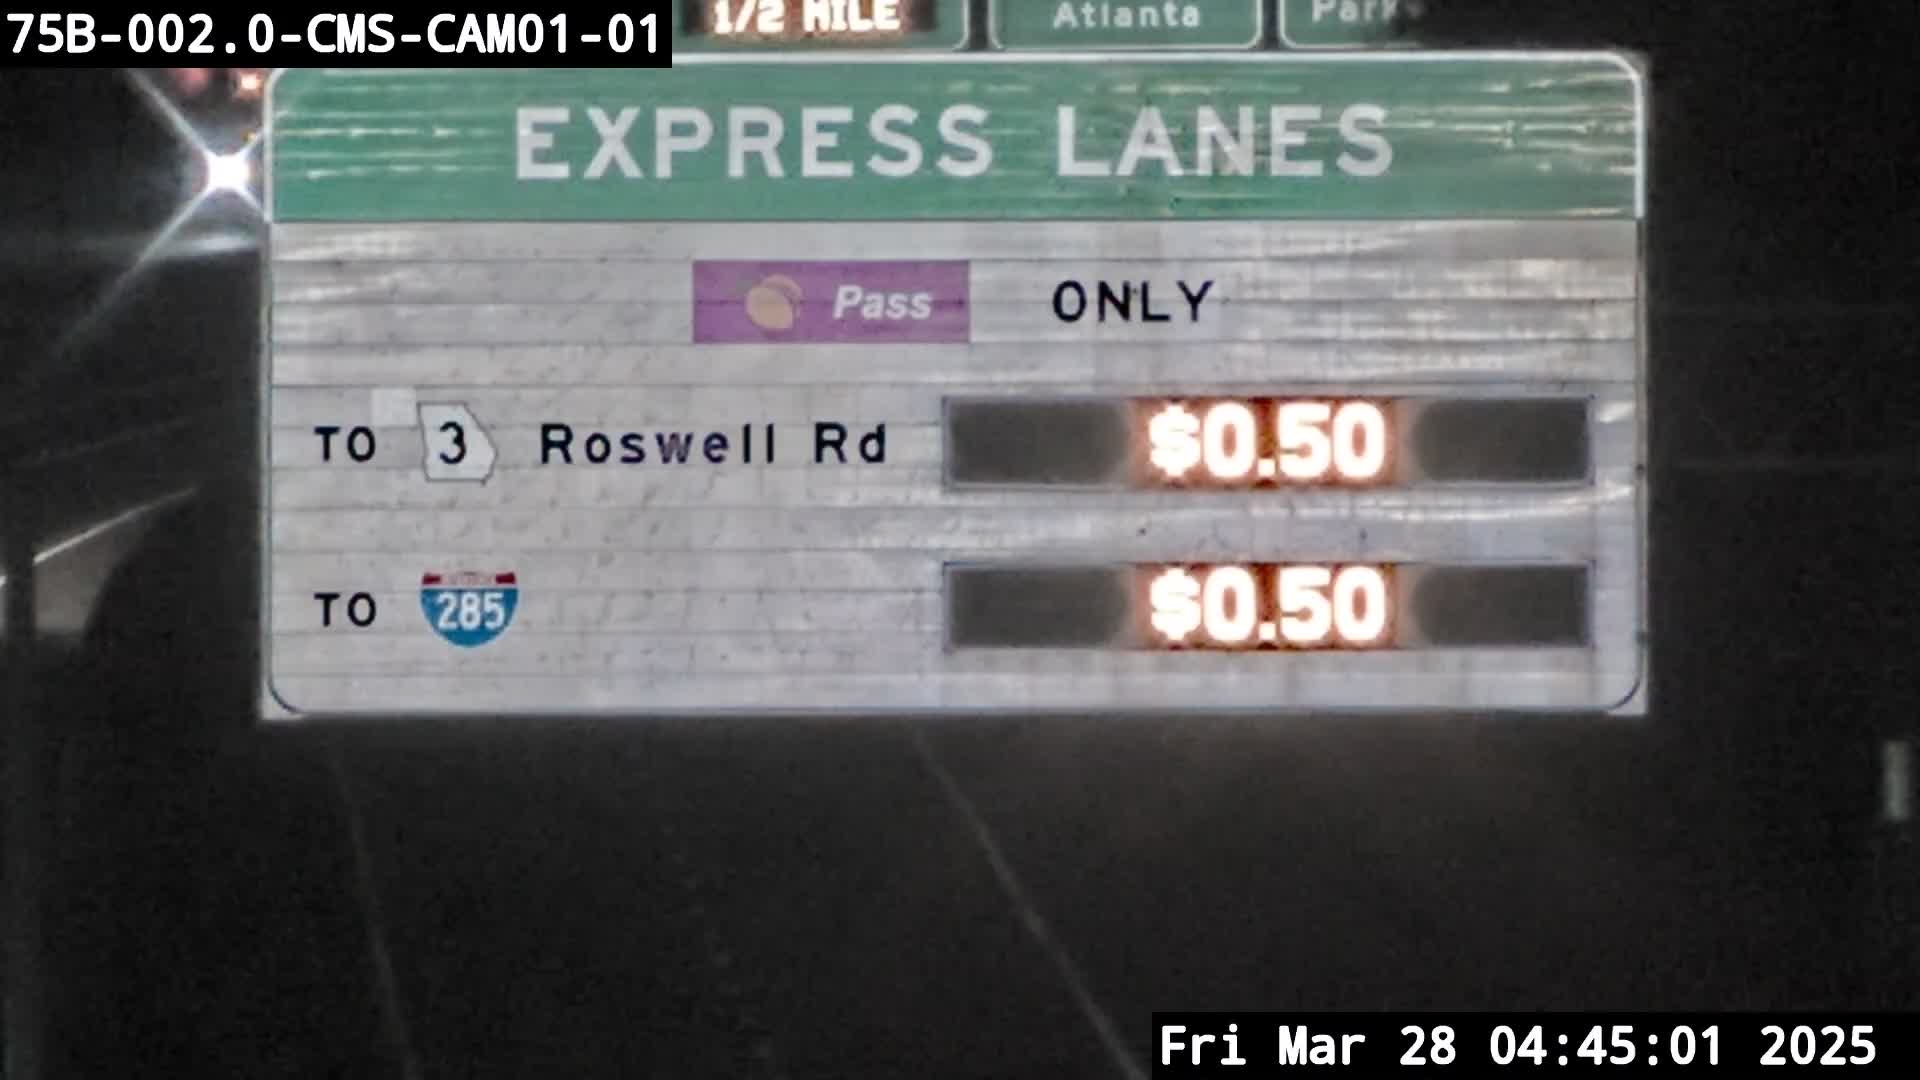 75B-002.0-CMS-CAM01-01
1/2 MILE
Atlanta
Park
EXPRESS LANES
Pass ONLY
TO 3 Roswell Rd $0.50
TO 285 $0.50
Fri Mar 28 04:45:01 2025